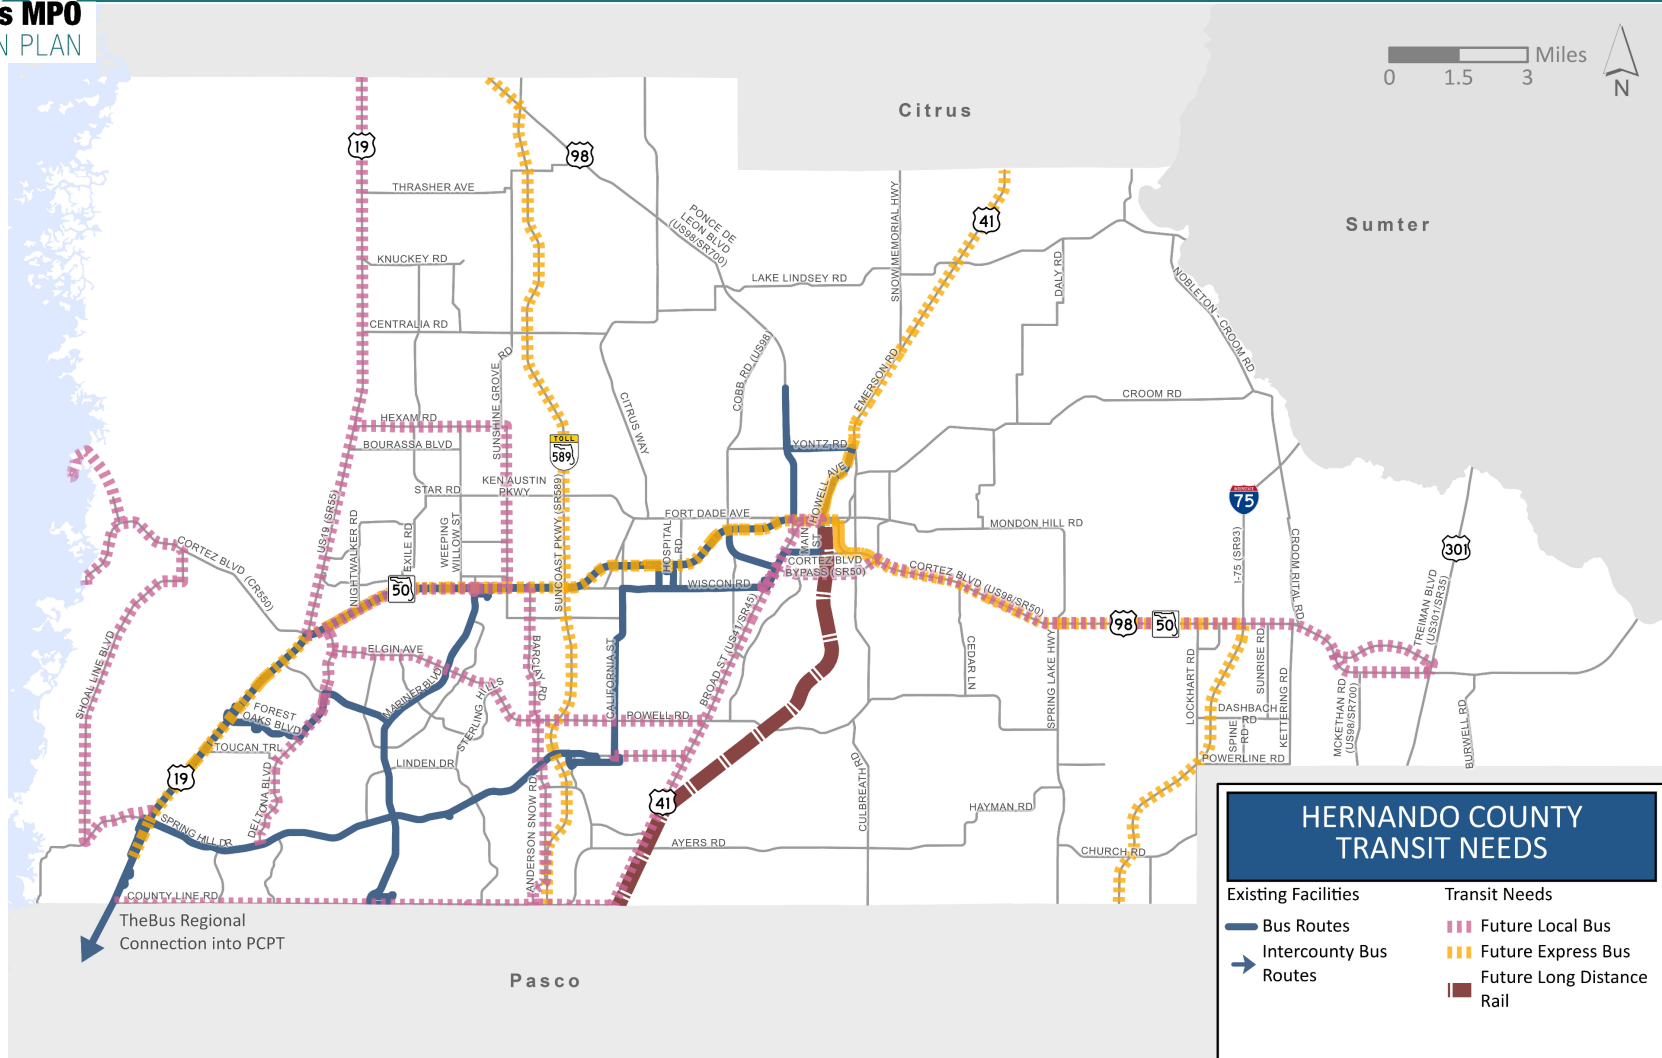 s MPO
N PLAN
Citrus
Sumter
Pasco
Miles
0 1.5 3
N
19
98
41
THRASHER AVE
PONCE DE
LEON BLVD
(US98/SR700)
SNOW MEMORIAL HWY
KNUCKEY RD
LAKE LINDSEY RD
DALY RD
NOBLETON - CROOM RD
CENTRALIA RD
SUNSHINE GROVE RD
COBB RD (US98)
EMERSON RD
CITRUS WAY
CROOM RD
HEXAM RD
BOURASSA BLVD
TOLL
589
YONTZ RD
HOWELL AVE
KEN AUSTIN
PKWY
STAR RD
SUNCOAST PKWY (SR589)
US19 (SR55)
NIGHTWALKER RD
EXILE RD
WEEPING
WILLOW ST
FORT DADE AVE
HOSPITAL
RD
MAIN
ST
MONDON HILL RD
75
I-75 (SR93)
CROOM RITAL RD
301
TREIMAN BLVD
(US301/SR35)
CORTEZ BLVD (CR550)
50
WISCON RD
CORTEZ BLVD
BYPASS (SR50)
CORTEZ BLVD (US98/SR50)
98
50
SHOAL LINE BLVD
ELGIN AVE
BARCLAY RD
CALIFORNIA ST
BROAD ST (US41/SR45)
CEDAR LN
SPRING LAKE HWY
LOCKHART RD
SUNRISE RD
KETTERING RD
MCKETHAN RD
(US98/SR700)
BURWELL RD
MARINER BLVD
STERLING HILLS
POWELL RD
FOREST
OAKS BLVD
DASHBACH
RD
SPINE
RD
TOUCAN TRL
LINDEN DR
POWERLINE RD
19
DELTONA BLVD
ANDERSON SNOW RD
41
CULBREATH RD
HAYMAN RD
SPRING HILL DR
AYERS RD
CHURCH RD
COUNTY LINE RD
TheBus Regional
Connection into PCPT
HERNANDO COUNTY
TRANSIT NEEDS
Existing Facilities
Bus Routes
Intercounty Bus
Routes
Transit Needs
Future Local Bus
Future Express Bus
Future Long Distance
Rail